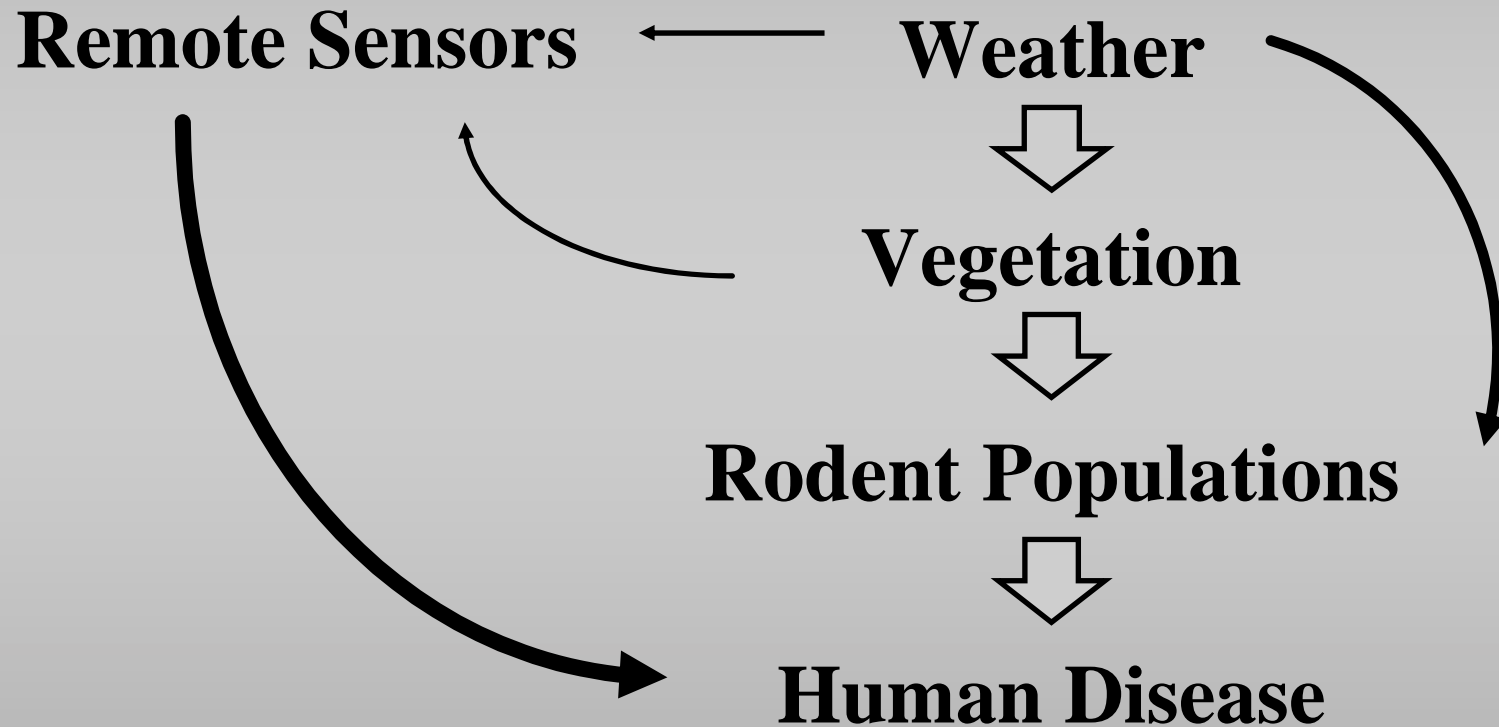 Remote Sensors
Weather
Vegetation
Rodent Populations
Human Disease